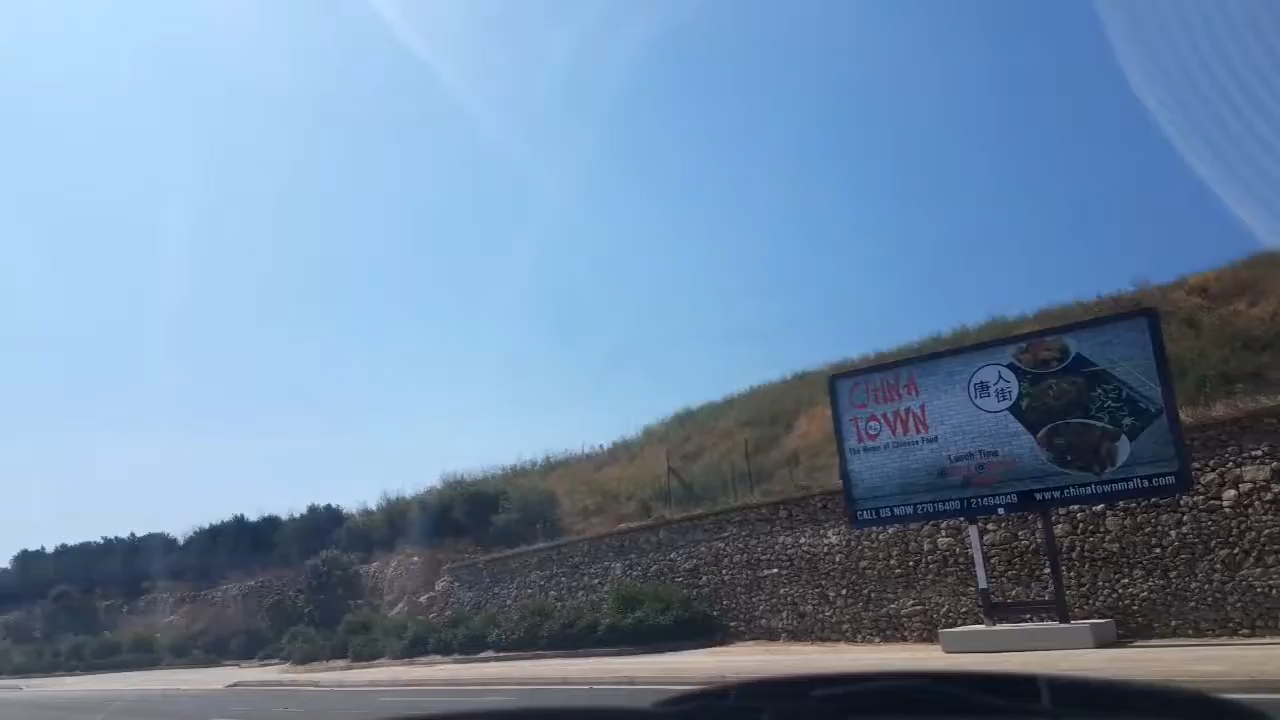 CHINA
TOWN
The Home of Chinese Food
唐人街
Lunch Time
CALL US NOW 27016400 / 21494049 www.chinatownmalta.com